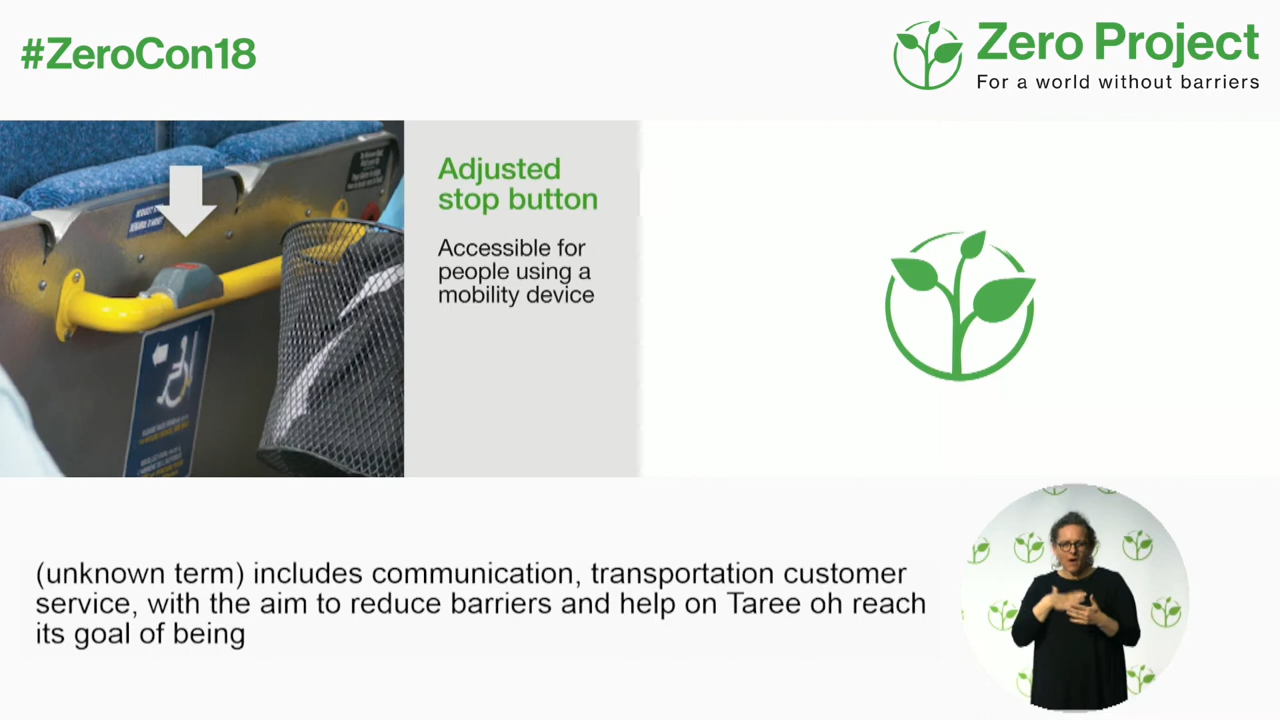 #ZeroCon18
Zero Project
For a world without barriers
Adjusted
stop button
Accessible for
people using a
mobility device
(unknown term) includes communication, transportation customer
service, with the aim to reduce barriers and help on Taree oh reach
its goal of being